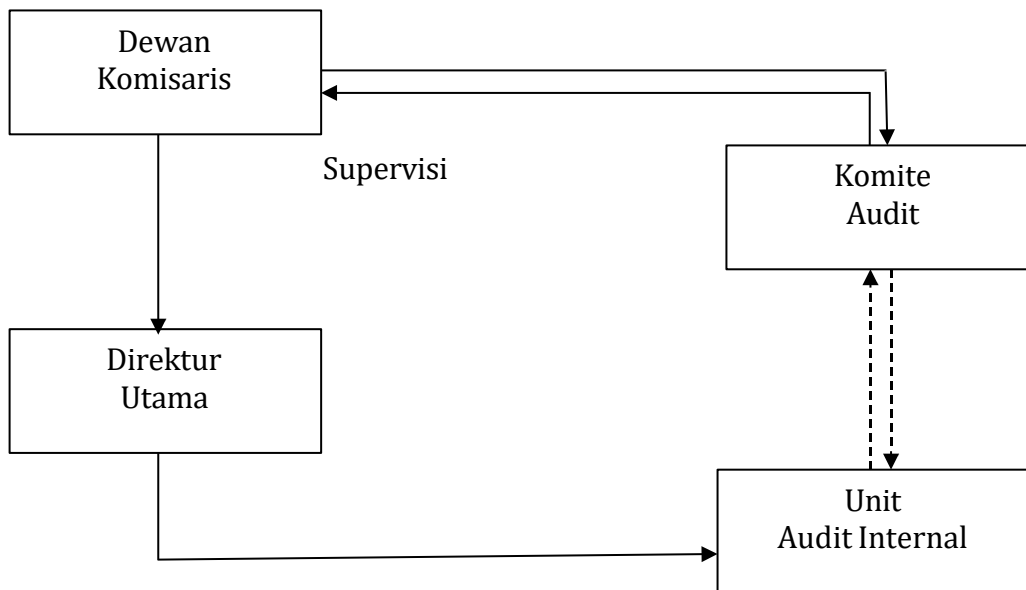 Dewan
Komisaris
Supervisi
Komite
Audit
Direktur
Utama
Unit
Audit Internal